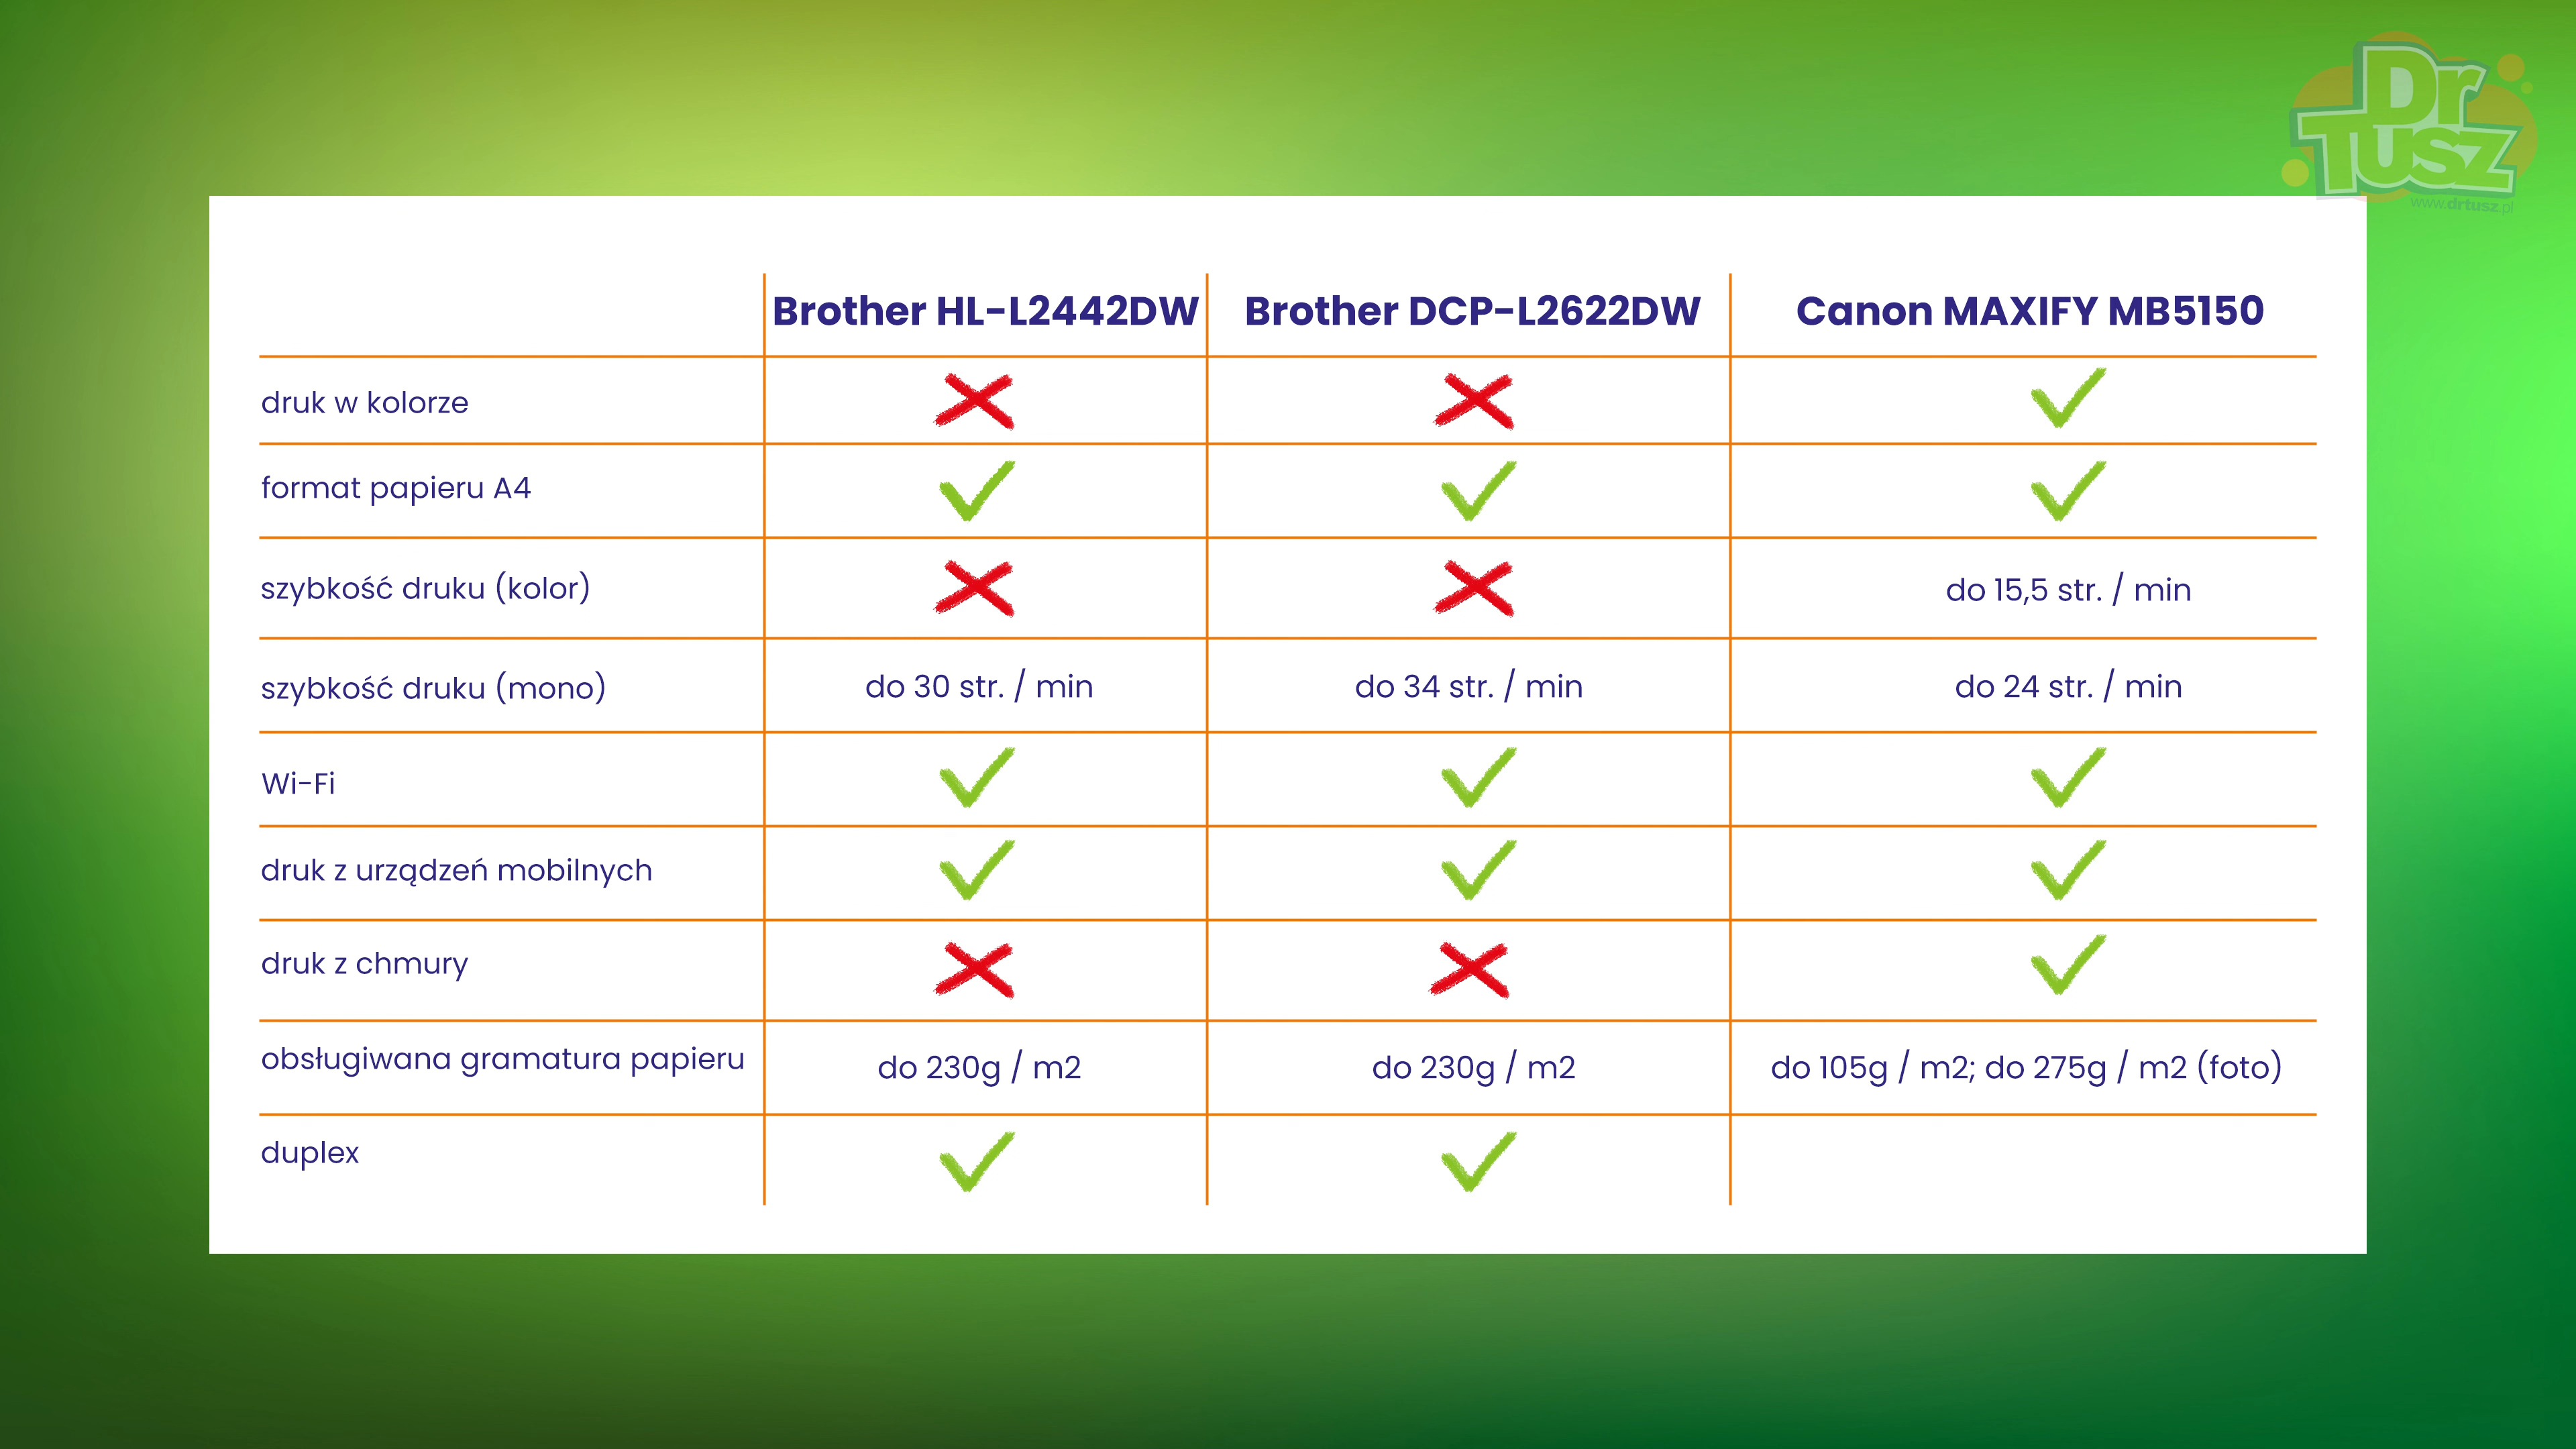 Dr
Tusz
www.drtusz.pl
Brother HL-L2442DW Brother DCP-L2622DW Canon MAXIFY MB5150
druk w kolorze
format papieru A4
szybkość druku (kolor) do 15,5 str. / min
szybkość druku (mono) do 30 str. / min do 34 str. / min do 24 str. / min
Wi-Fi
druk z urządzeń mobilnych
druk z chmury
obsługiwana gramatura papieru do 230g / m2 do 230g / m2 do 105g / m2; do 275g / m2 (foto)
duplex